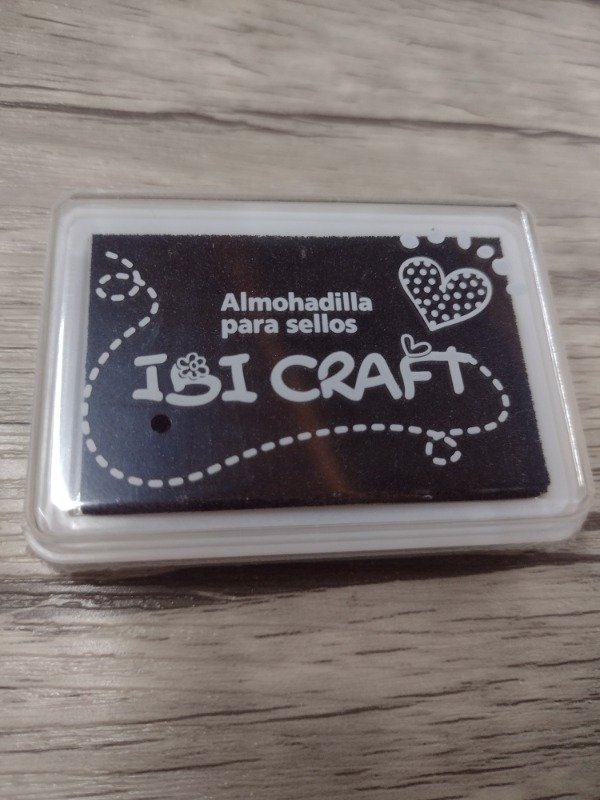 Almohadilla
para sellos
IBI CRAFT